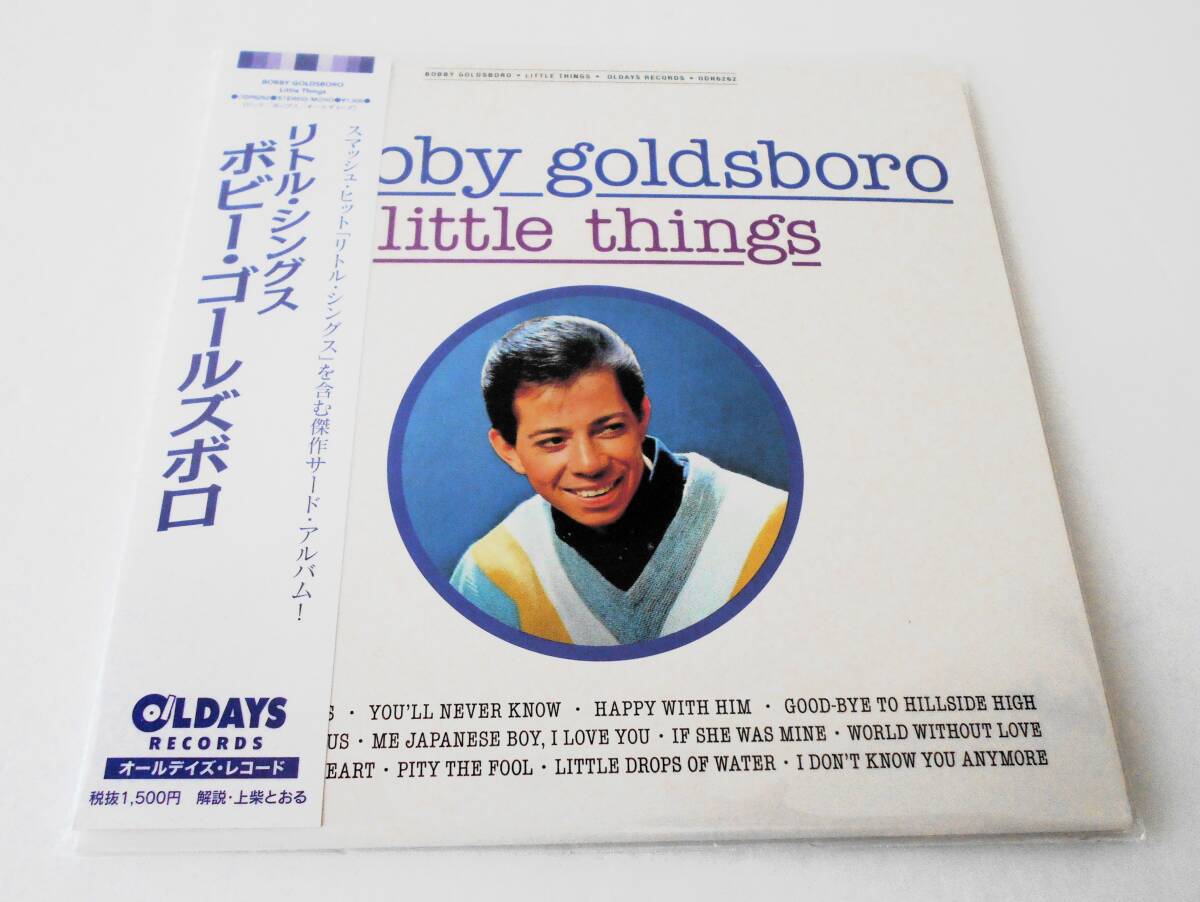 BOBBY GOLDSBORO
Little Things
リトル・シングス
ボビー・ゴールズボロ
スマッシュ・ヒット「リトル・シングス」を含む傑作サード・アルバム!
OLDAYS
RECORDS
オールデイズ・レコード
税抜1,500円 解説・上柴とおる
BOBBY GOLDSBORO • LITTLE THINGS • OLDAYS RECORDS • ODR6262
bby goldsboro
little things
S · YOU'LL NEVER KNOW · HAPPY WITH HIM · GOOD-BYE TO HILLSIDE HIGH
US · ME JAPANESE BOY, I LOVE YOU · IF SHE WAS MINE · WORLD WITHOUT LOVE
EART · PITY THE FOOL · LITTLE DROPS OF WATER · I DON'T KNOW YOU ANYMORE